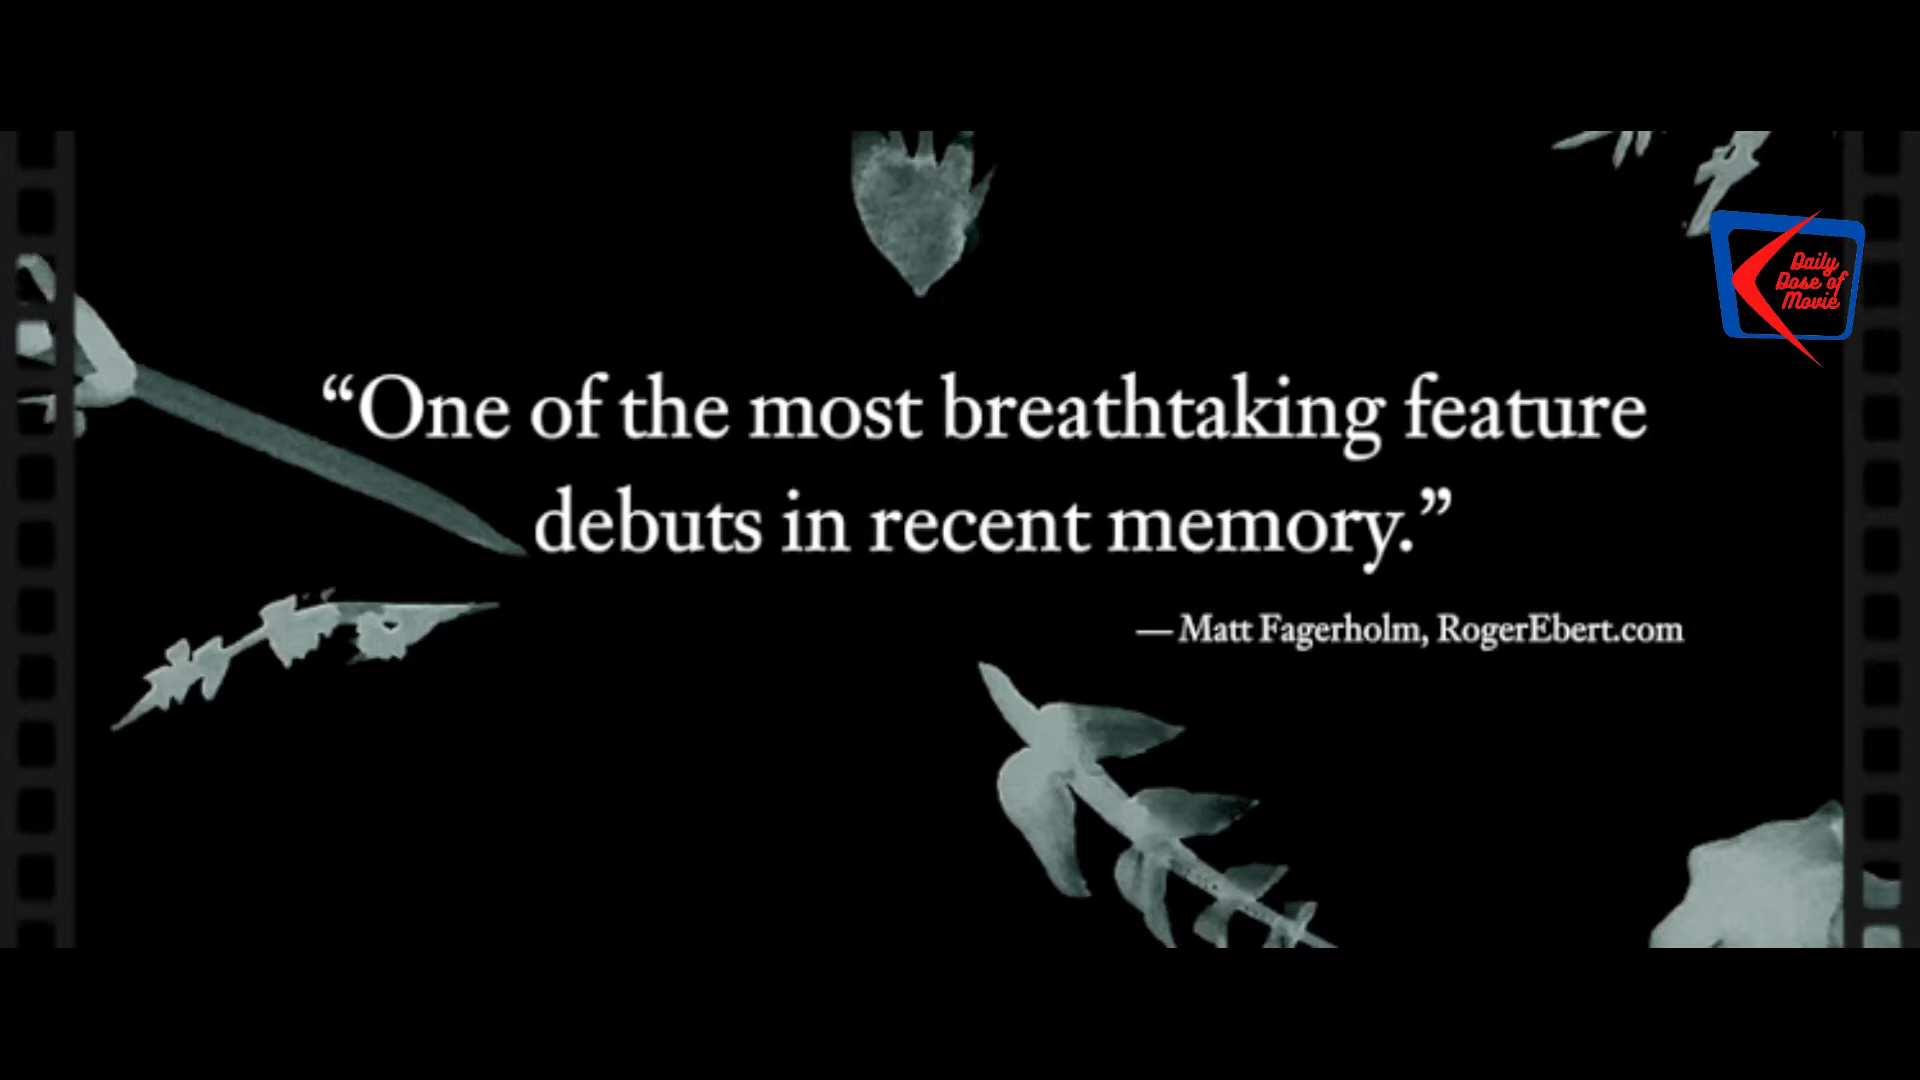 Daily
Dose of
Movie
“One of the most breathtaking feature
debuts in recent memory.”
— Matt Fagerholm, RogerEbert.com